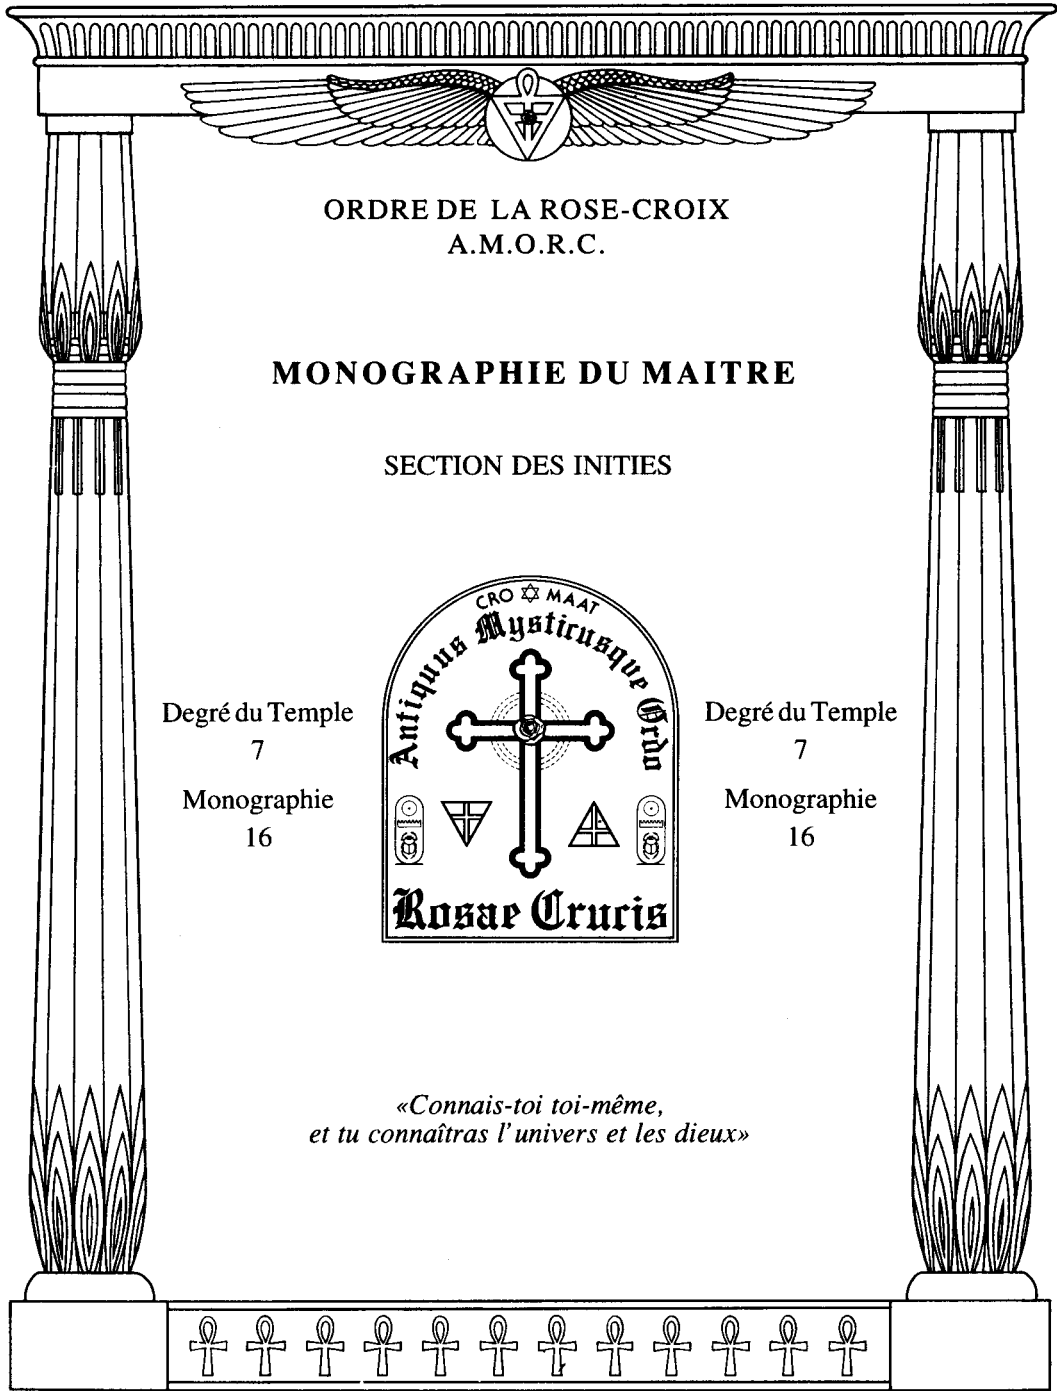 ORDRE DE LA ROSE-CROIX
A.M.O.R.C.
MONOGRAPHIE DU MAITRE
SECTION DES INITIES
CRO MAAT
Antiquus Mysticusque Ordo
Degré du Temple
7
Monographie
16
Degré du Temple
7
Monographie
16
Rosae Crucis
«Connais-toi toi-même,
et tu connaîtras l'univers et les dieux»